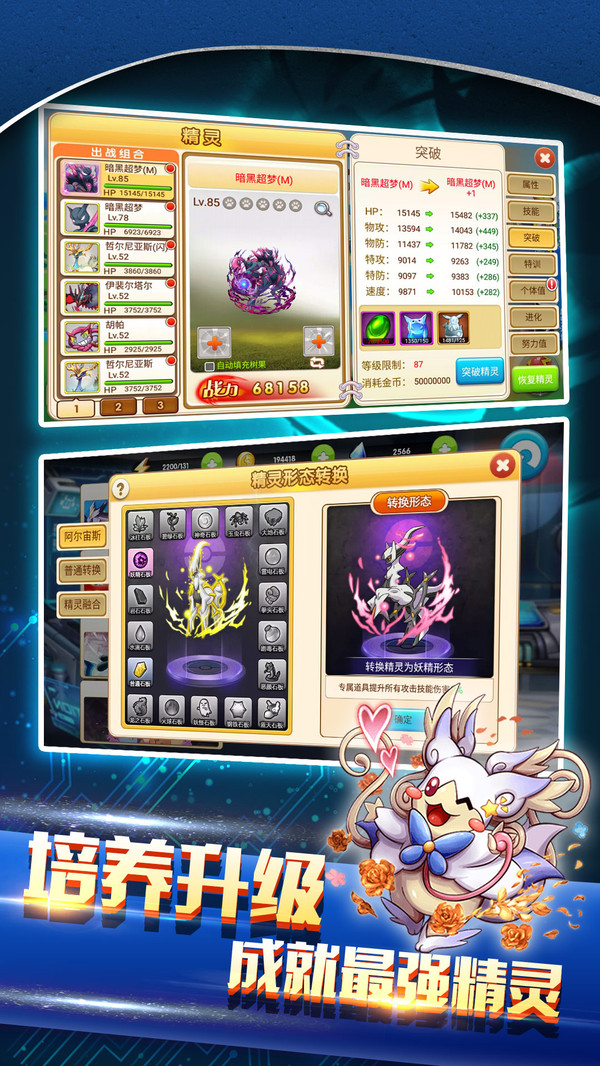 精灵
出战组合
暗黑超梦(M)
Lv.85
HP 15145/15145
暗黑超梦
Lv.78
HP 6923/6923
哲尔尼亚斯(闪)
Lv.52
HP 3860/3860
伊裴尔塔尔
Lv.52
HP 3752/3752
胡帕
Lv.52
HP 2925/2925
哲尔尼亚斯
Lv.52
HP 3752/3752
1 2 3
暗黑超梦(M)
Lv.85
自动填充树果
战力 68158
突破
暗黑超梦(M) 暗黑超梦(M)
+1
HP: 15145 15482 (+337)
物攻: 13594 14043 (+449)
物防: 11437 11782 (+345)
特攻: 9014 9263 (+249)
特防: 9097 9383 (+286)
速度: 9871 10153 (+282)
1350/150
1481/125
等级限制: 87
消耗金币: 50000000
突破精灵
属性
技能
突破
特训
个体值
进化
努力值
恢复精灵
2200/131 194418 2566
精灵形态转换
?
阿尔宙斯
普通转换
精灵融合
冰柱石板 碧绿石板 神奇石板 玉虫石板 大地石板
妖精石板 雷电石板
岩石石板 拳头石板
水滴石板 剧毒石板
普通石板 恶颜石板
龙之石板 火球石板 妖怪石板 钢铁石板 蓝天石板
转换形态
转换精灵为妖精形态
专属道具提升所有攻击技能伤害
确定
培养升级
成就最强精灵